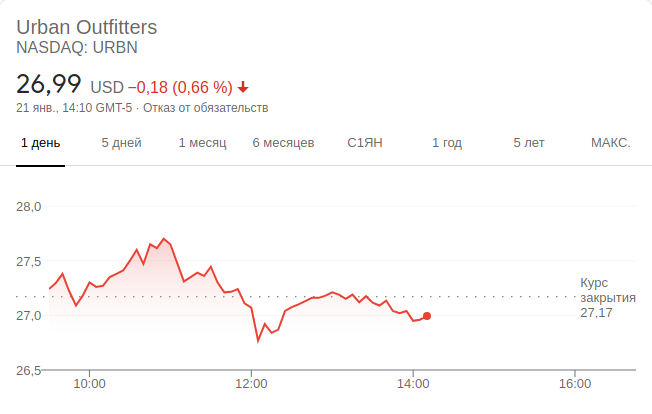 Urban Outfitters
NASDAQ: URBN
26,99 USD −0,18 (0,66 %)
21 янв., 14:10 GMT-5 · Отказ от обязательств
1 день 5 дней 1 месяц 6 месяцев С1ЯН 1 год 5 лет МАКС.
28,0
27,5
Курс
закрытия
27,17
27,0
26,5
10:00 12:00 14:00 16:00